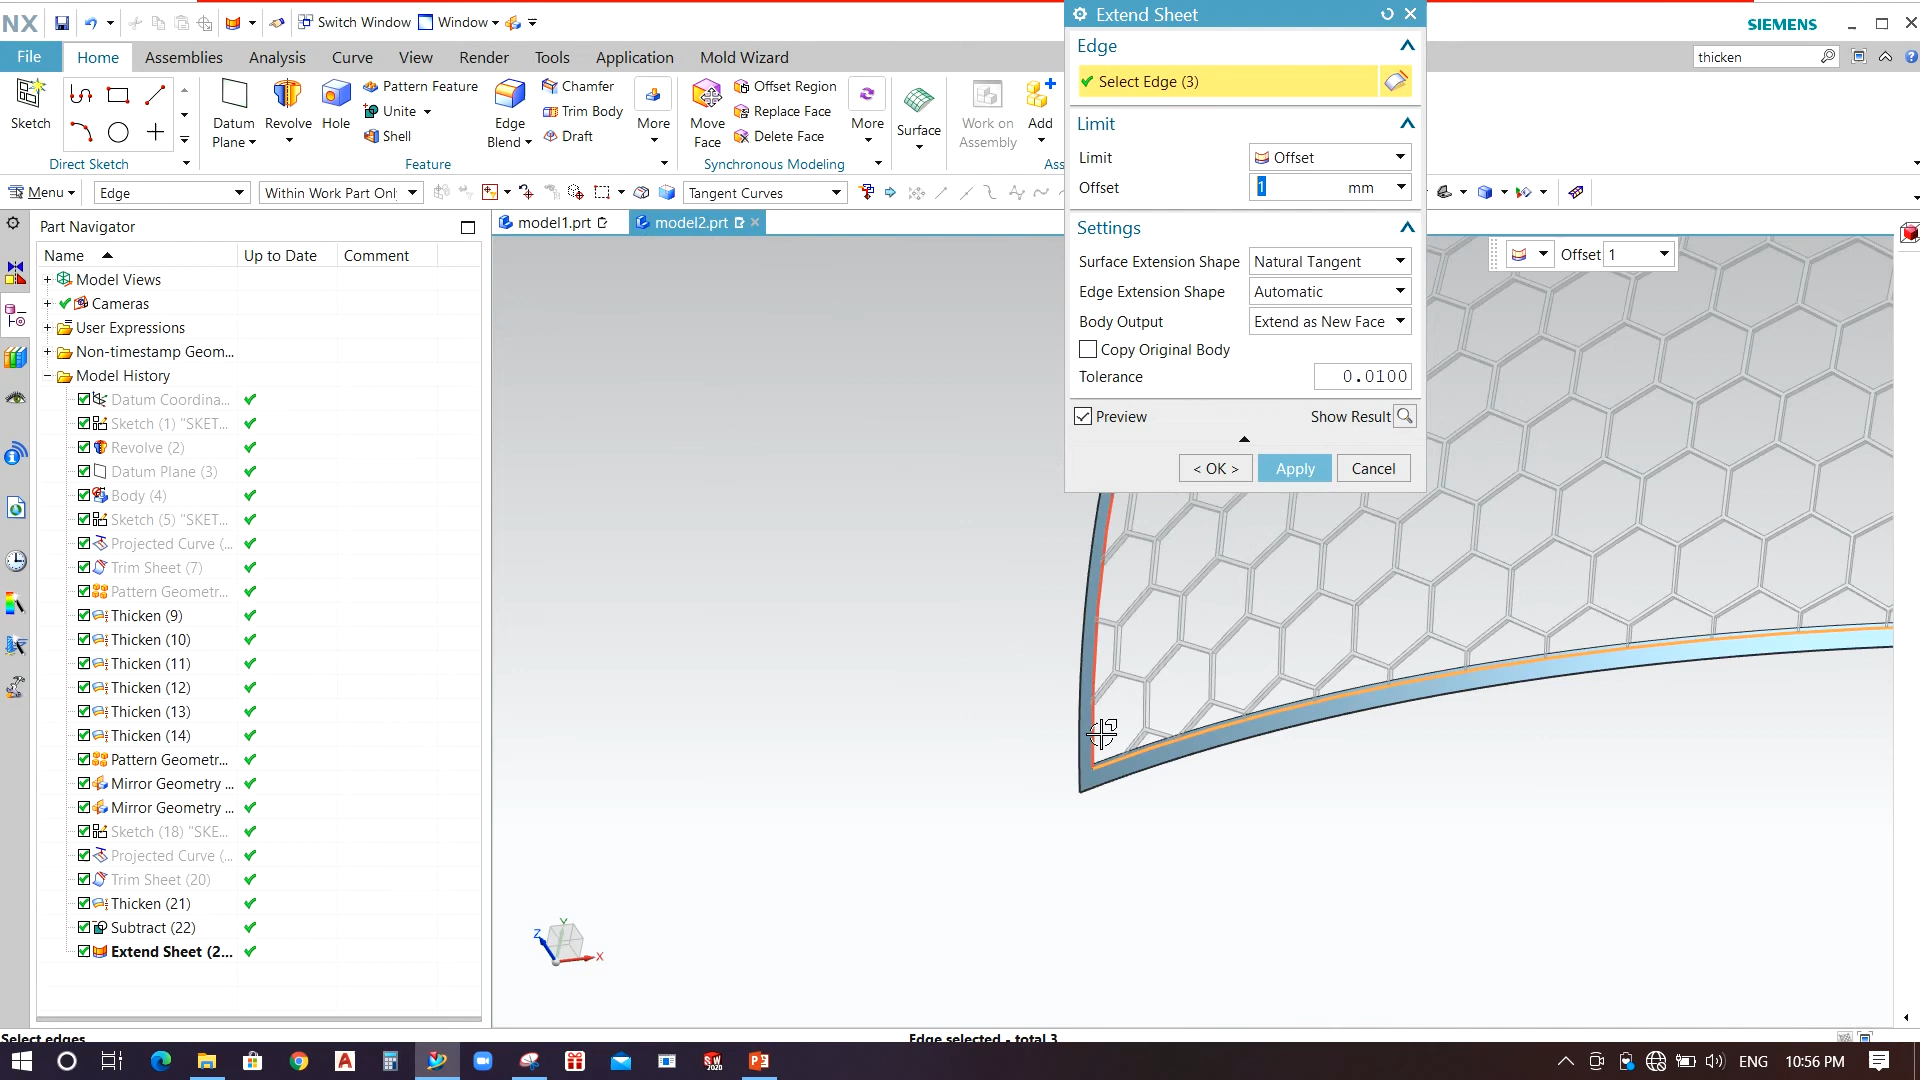 NX
Switch Window
Window
Extend Sheet
SIEMENS
File
Home
Assemblies
Analysis
Curve
View
Render
Tools
Application
Mold Wizard
thicken
Edge
Select Edge (3)
Sketch
Datum
Plane
Revolve
Hole
Pattern Feature
Unite
Shell
Edge
Blend
Chamfer
Trim Body
Draft
More
Move
Face
Offset Region
Replace Face
Delete Face
More
Surface
Work on
Assembly
Add
Direct Sketch
Feature
Synchronous Modeling
Ass
Limit
Limit
Offset
Offset
1
mm
Menu
Edge
Within Work Part Onl
Tangent Curves
Part Navigator
model1.prt
model2.prt
Settings
Surface Extension Shape
Natural Tangent
Edge Extension Shape
Automatic
Body Output
Extend as New Face
Copy Original Body
Tolerance
0.0100
Preview
Show Result
< OK >
Apply
Cancel
Offset
1
Name
Up to Date
Comment
Model Views
Cameras
User Expressions
Non-timestamp Geom...
Model History
Datum Coordina...
Sketch (1) "SKET...
Revolve (2)
Datum Plane (3)
Body (4)
Sketch (5) "SKET...
Projected Curve (...
Trim Sheet (7)
Pattern Geometr...
Thicken (9)
Thicken (10)
Thicken (11)
Thicken (12)
Thicken (13)
Thicken (14)
Pattern Geometr...
Mirror Geometry ...
Mirror Geometry ...
Sketch (18) "SKE...
Projected Curve (...
Trim Sheet (20)
Thicken (21)
Subtract (22)
Extend Sheet (2...
Y
Z
X
Select edges
Edge selected - total 3
SW
2020
ENG
10:56 PM